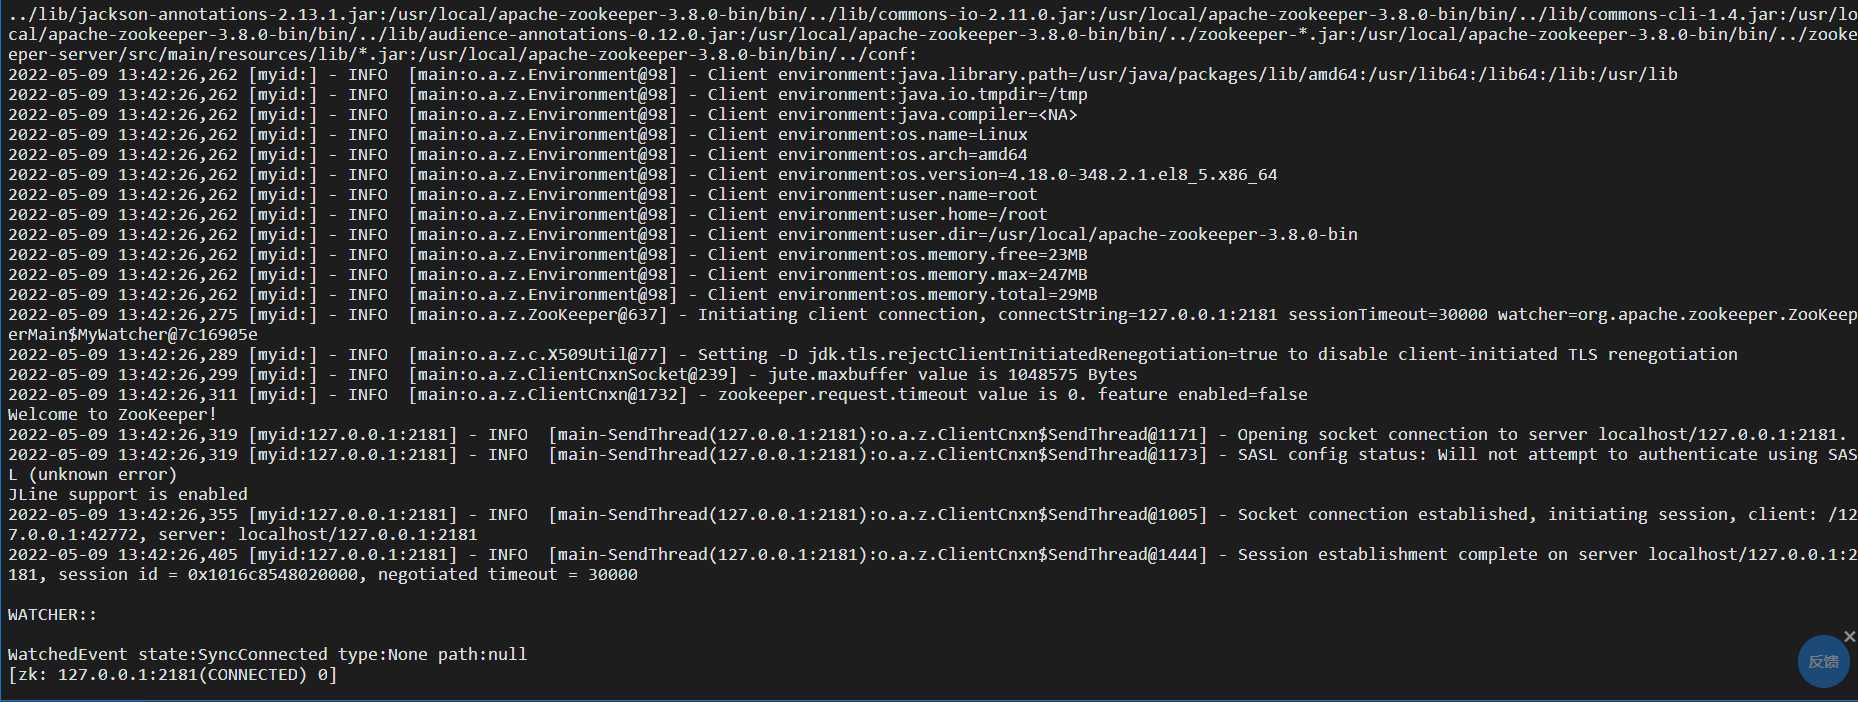 ../lib/jackson-annotations-2.13.1.jar:/usr/local/apache-zookeeper-3.8.0-bin/bin/../lib/commons-io-2.11.0.jar:/usr/local/apache-zookeeper-3.8.0-bin/bin/../lib/commons-cli-1.4.jar:/usr/lo
cal/apache-zookeeper-3.8.0-bin/bin/../lib/audience-annotations-0.12.0.jar:/usr/local/apache-zookeeper-3.8.0-bin/bin/../zookeeper-*.jar:/usr/local/apache-zookeeper-3.8.0-bin/bin/../zooke
eper-server/src/main/resources/lib/*.jar:/usr/local/apache-zookeeper-3.8.0-bin/bin/../conf:
2022-05-09 13:42:26,262 [myid:] - INFO  [main:o.a.z.Environment@98] - Client environment:java.library.path=/usr/java/packages/lib/amd64:/usr/lib64:/lib64:/lib:/usr/lib
2022-05-09 13:42:26,262 [myid:] - INFO  [main:o.a.z.Environment@98] - Client environment:java.io.tmpdir=/tmp
2022-05-09 13:42:26,262 [myid:] - INFO  [main:o.a.z.Environment@98] - Client environment:java.compiler=<NA>
2022-05-09 13:42:26,262 [myid:] - INFO  [main:o.a.z.Environment@98] - Client environment:os.name=Linux
2022-05-09 13:42:26,262 [myid:] - INFO  [main:o.a.z.Environment@98] - Client environment:os.arch=amd64
2022-05-09 13:42:26,262 [myid:] - INFO  [main:o.a.z.Environment@98] - Client environment:os.version=4.18.0-348.2.1.el8_5.x86_64
2022-05-09 13:42:26,262 [myid:] - INFO  [main:o.a.z.Environment@98] - Client environment:user.name=root
2022-05-09 13:42:26,262 [myid:] - INFO  [main:o.a.z.Environment@98] - Client environment:user.home=/root
2022-05-09 13:42:26,262 [myid:] - INFO  [main:o.a.z.Environment@98] - Client environment:user.dir=/usr/local/apache-zookeeper-3.8.0-bin
2022-05-09 13:42:26,262 [myid:] - INFO  [main:o.a.z.Environment@98] - Client environment:os.memory.free=23MB
2022-05-09 13:42:26,262 [myid:] - INFO  [main:o.a.z.Environment@98] - Client environment:os.memory.max=247MB
2022-05-09 13:42:26,262 [myid:] - INFO  [main:o.a.z.Environment@98] - Client environment:os.memory.total=29MB
2022-05-09 13:42:26,275 [myid:] - INFO  [main:o.a.z.ZooKeeper@637] - Initiating client connection, connectString=127.0.0.1:2181 sessionTimeout=30000 watcher=org.apache.zookeeper.ZooKeep
erMain$MyWatcher@7c16905e
2022-05-09 13:42:26,289 [myid:] - INFO  [main:o.a.z.c.X509Util@77] - Setting -D jdk.tls.rejectClientInitiatedRenegotiation=true to disable client-initiated TLS renegotiation
2022-05-09 13:42:26,299 [myid:] - INFO  [main:o.a.z.ClientCnxnSocket@239] - jute.maxbuffer value is 1048575 Bytes
2022-05-09 13:42:26,311 [myid:] - INFO  [main:o.a.z.ClientCnxn@1732] - zookeeper.request.timeout value is 0. feature enabled=false
Welcome to ZooKeeper!
2022-05-09 13:42:26,319 [myid:127.0.0.1:2181] - INFO  [main-SendThread(127.0.0.1:2181):o.a.z.ClientCnxn$SendThread@1171] - Opening socket connection to server localhost/127.0.0.1:2181.
2022-05-09 13:42:26,319 [myid:127.0.0.1:2181] - INFO  [main-SendThread(127.0.0.1:2181):o.a.z.ClientCnxn$SendThread@1173] - SASL config status: Will not attempt to authenticate using SAS
L (unknown error)
JLine support is enabled
2022-05-09 13:42:26,355 [myid:127.0.0.1:2181] - INFO  [main-SendThread(127.0.0.1:2181):o.a.z.ClientCnxn$SendThread@1005] - Socket connection established, initiating session, client: /12
7.0.0.1:42772, server: localhost/127.0.0.1:2181
2022-05-09 13:42:26,405 [myid:127.0.0.1:2181] - INFO  [main-SendThread(127.0.0.1:2181):o.a.z.ClientCnxn$SendThread@1444] - Session establishment complete on server localhost/127.0.0.1:2
181, session id = 0x1016c8548020000, negotiated timeout = 30000
WATCHER::
WatchedEvent state:SyncConnected type:None path:null
[zk: 127.0.0.1:2181(CONNECTED) 0]
反馈